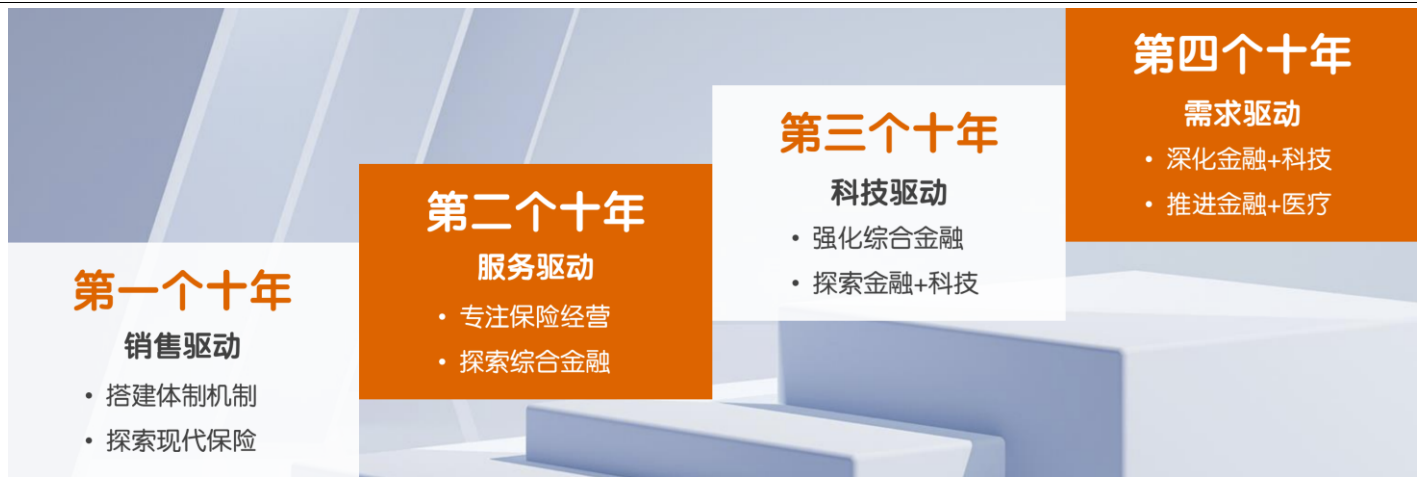 第一个十年
销售驱动
• 搭建体制机制
• 探索现代保险
第二个十年
服务驱动
• 专注保险经营
• 探索综合金融
第三个十年
科技驱动
• 强化综合金融
• 探索金融+科技
第四个十年
需求驱动
• 深化金融+科技
• 推进金融+医疗